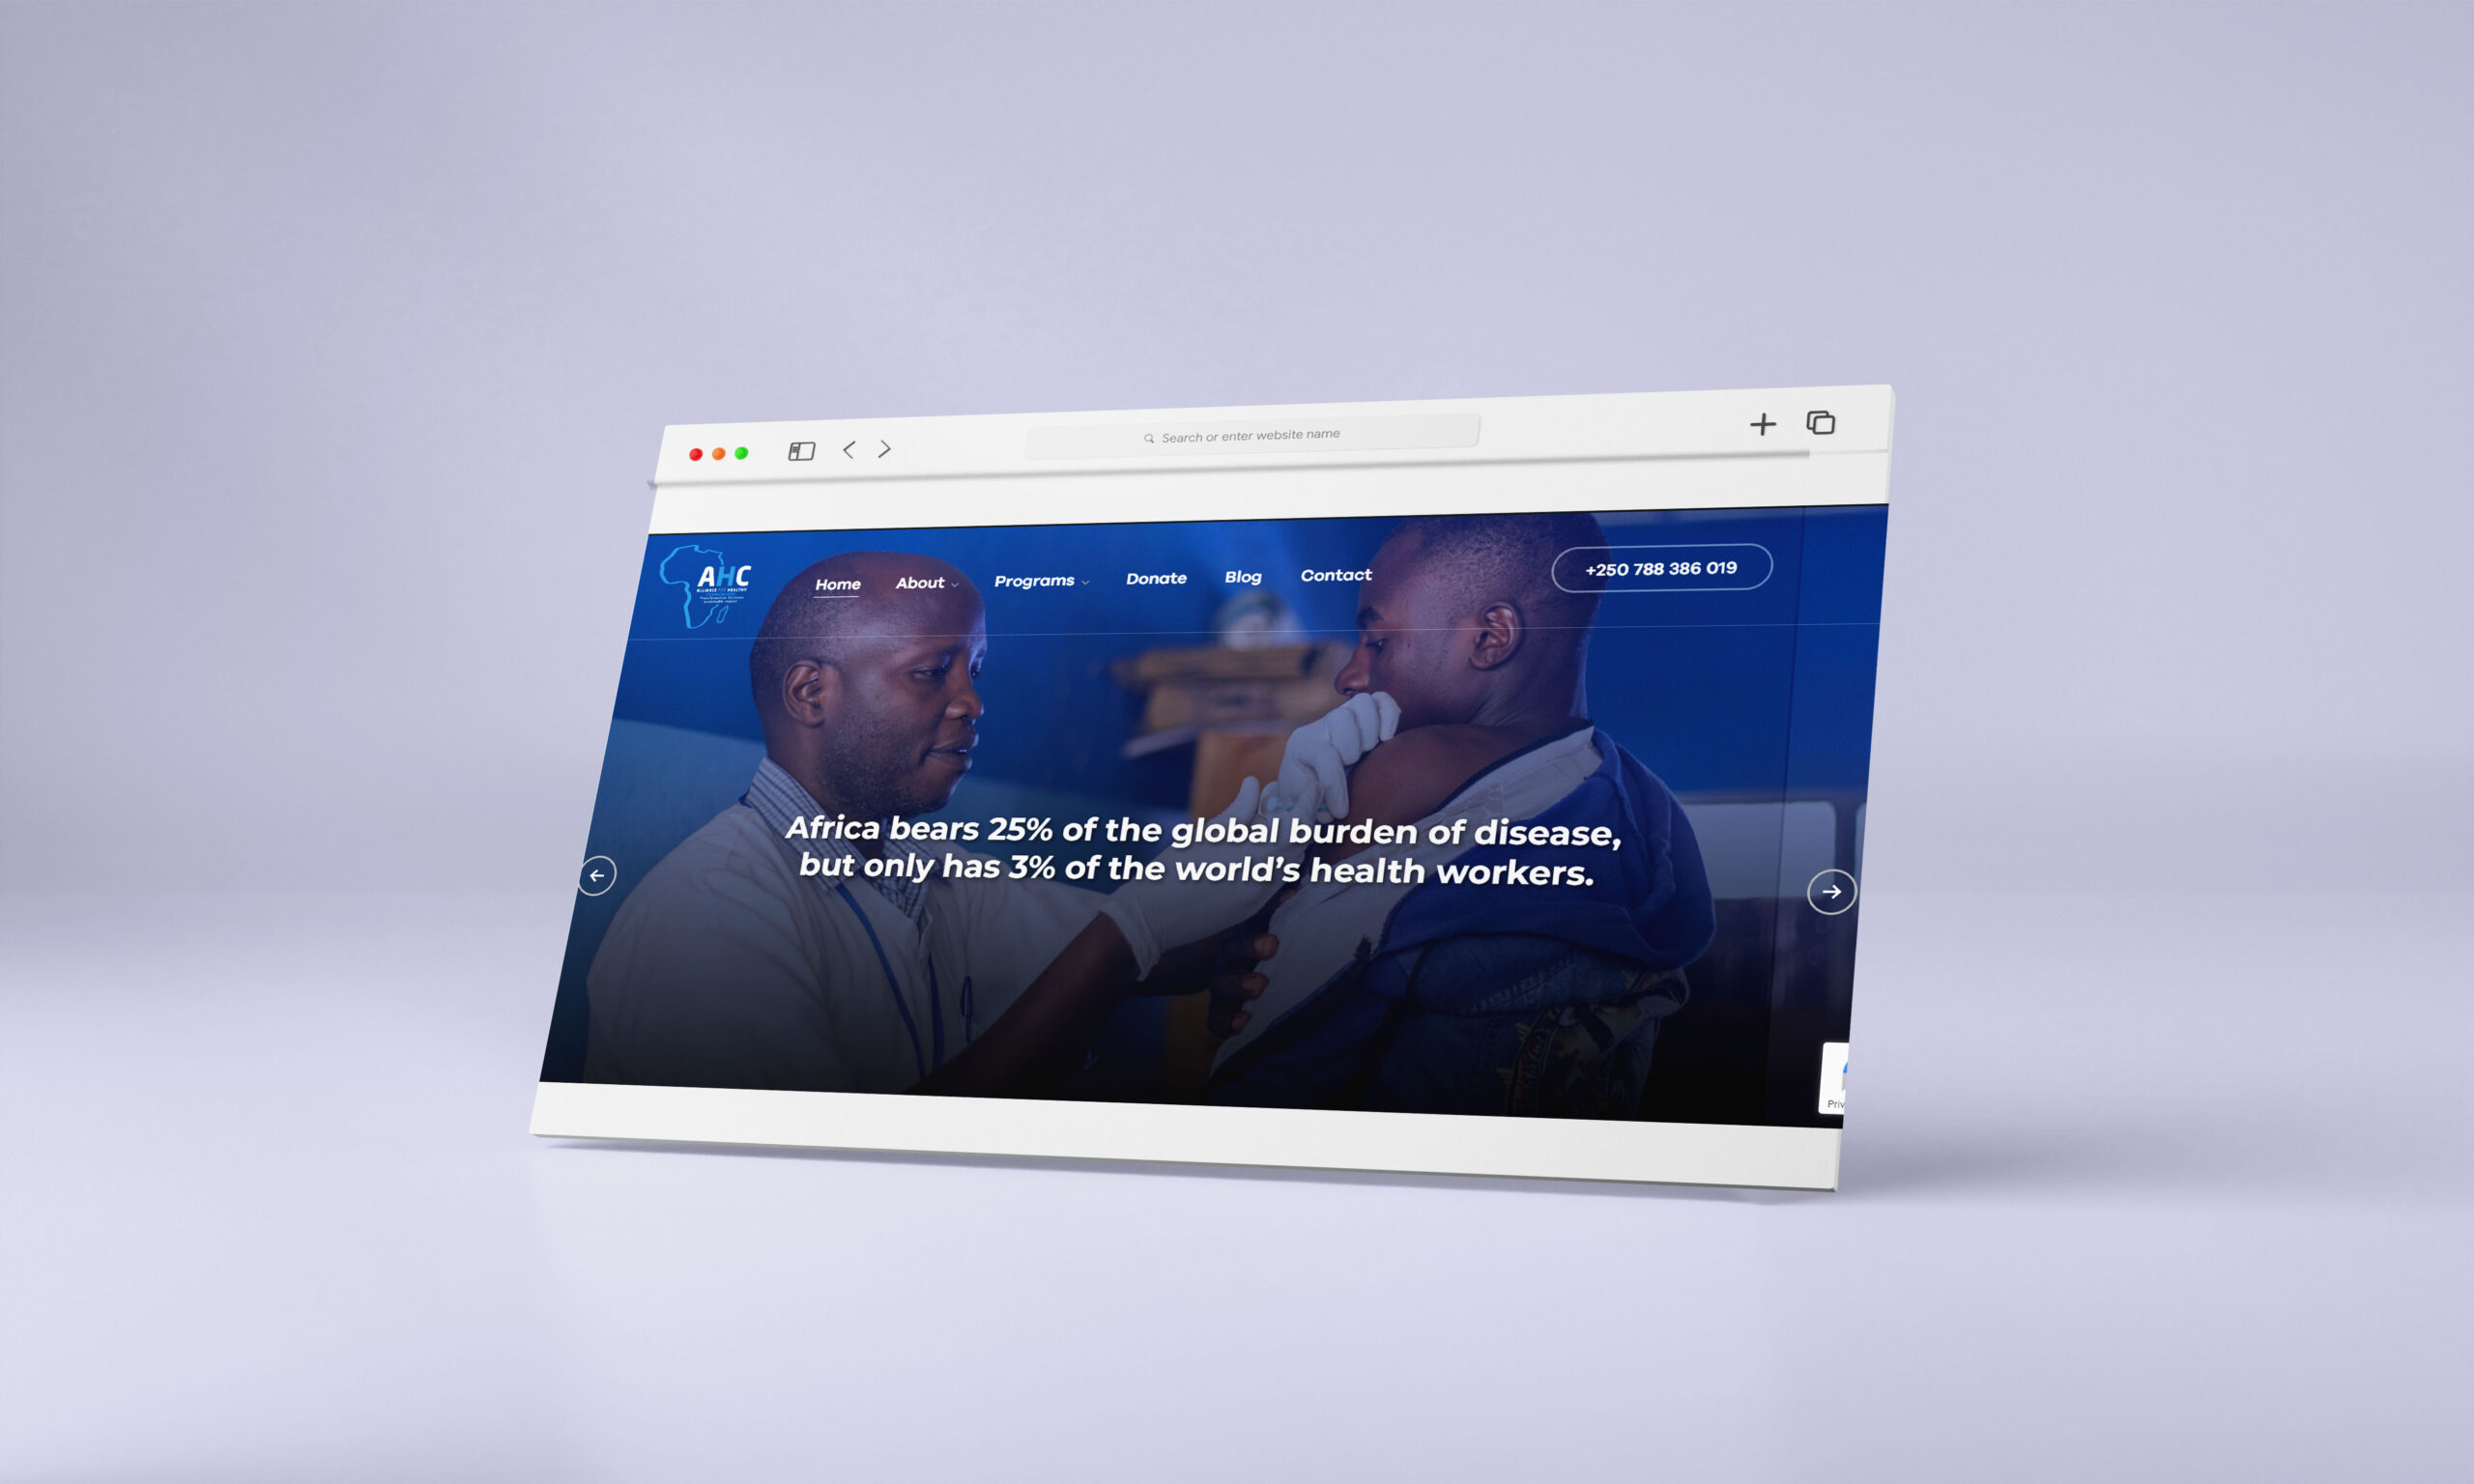 Search or enter website name
AHC
ALLIANCE FOR HEALTHY
Home
About
Programs
Donate
Blog
Contact
+250 788 386 019
Africa bears 25% of the global burden of disease,
but only has 3% of the world's health workers.
Priv